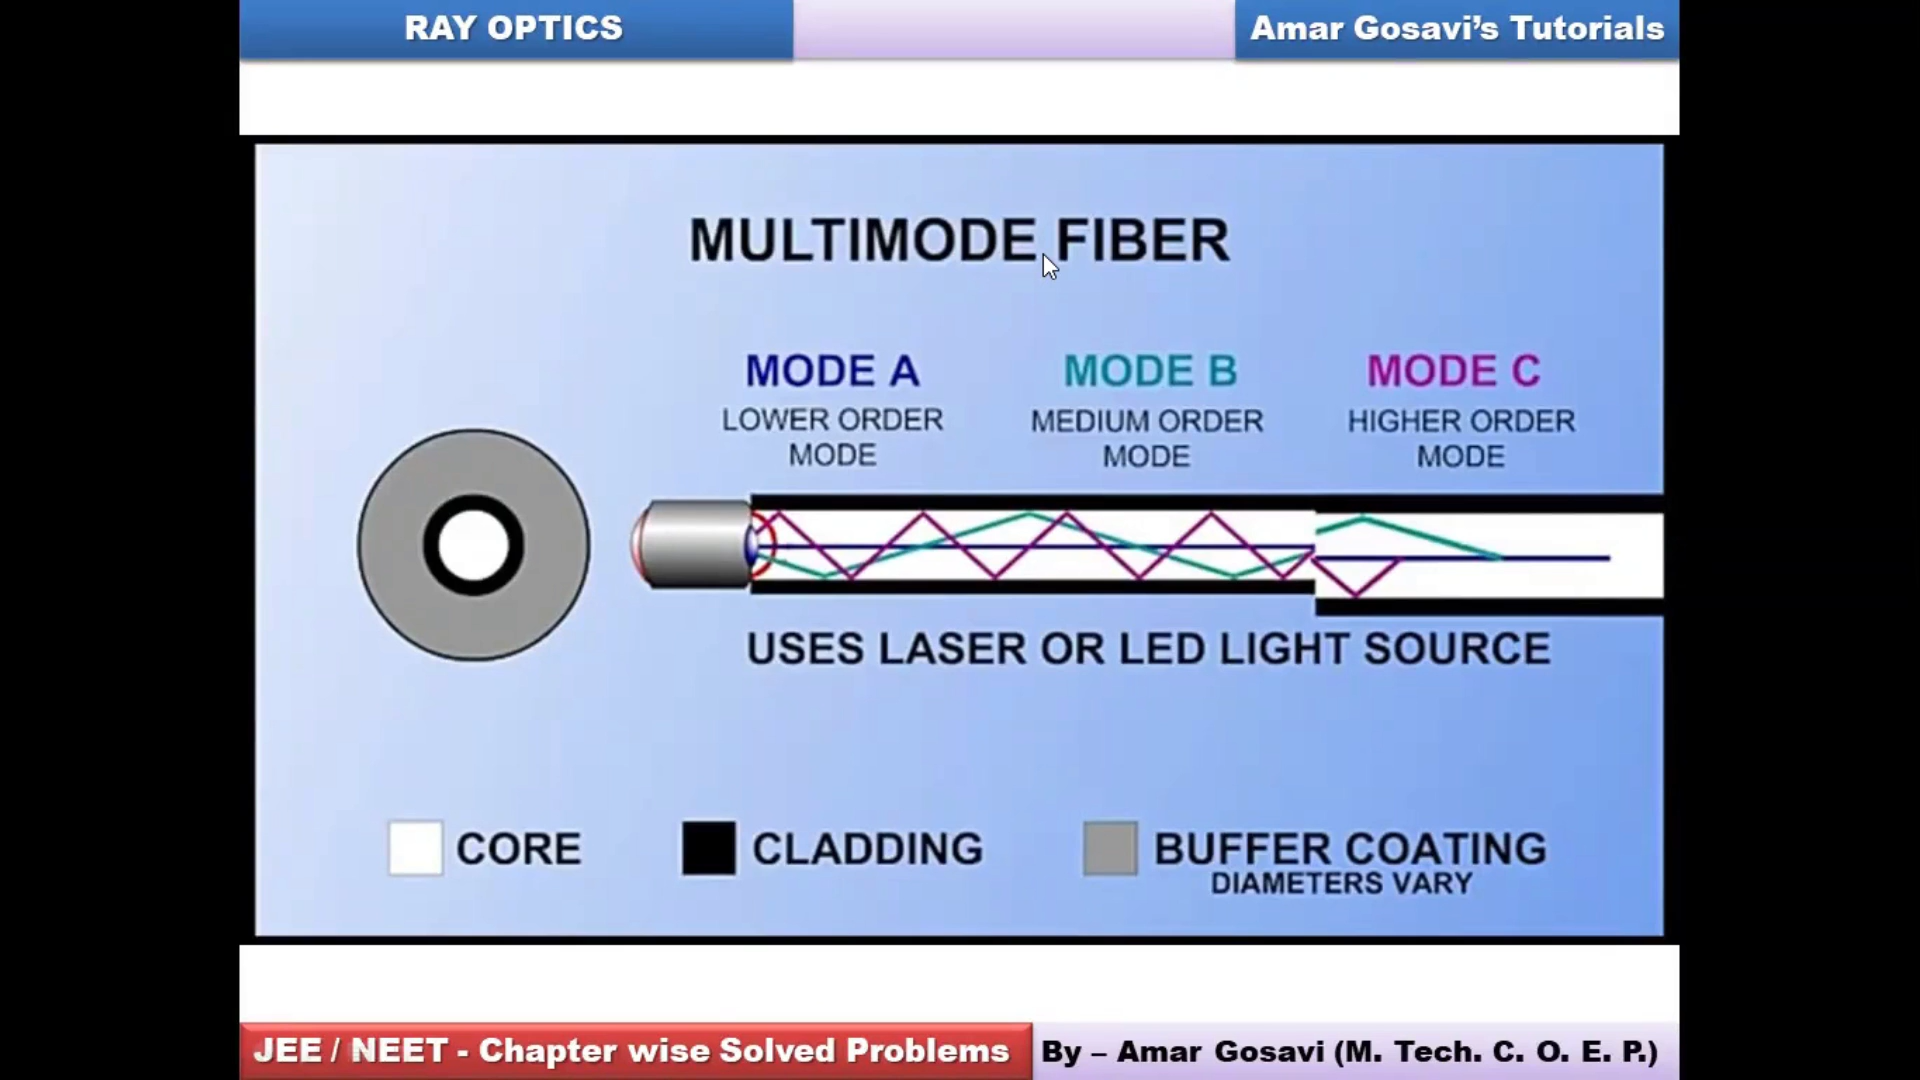 RAY OPTICS
Amar Gosavi’s Tutorials
MULTIMODE FIBER
MODE A
LOWER ORDER
MODE
MODE B
MEDIUM ORDER
MODE
MODE C
HIGHER ORDER
MODE
USES LASER OR LED LIGHT SOURCE
CORE
CLADDING
BUFFER COATING
DIAMETERS VARY
JEE / NEET - Chapter wise Solved Problems
By – Amar Gosavi (M. Tech. C. O. E. P.)